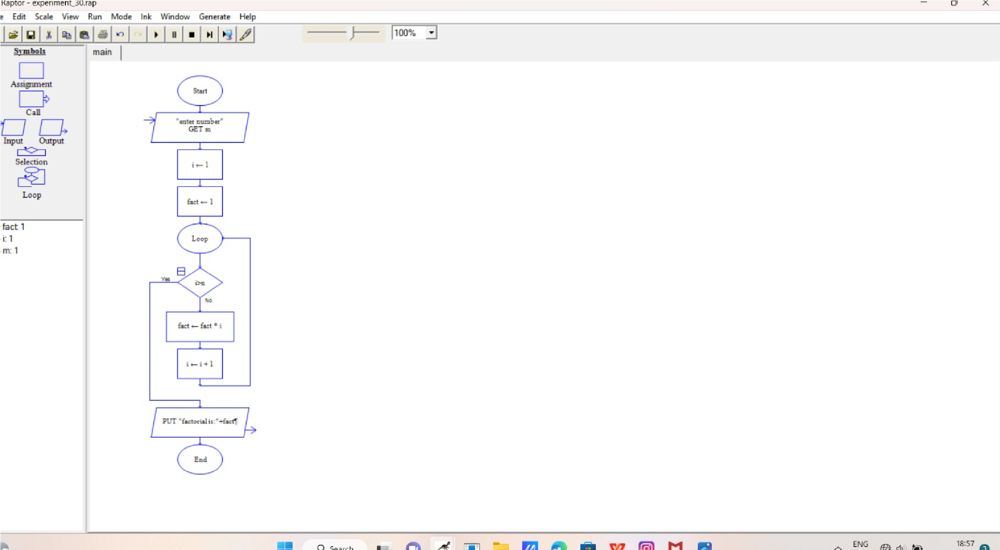 Raptor - experiment_30.rap
e Edit Scale View Run Mode Ink Window Generate Help
100%
Symbols
main
Assignment
Call
Input Output
Selection
Loop
fact: 1
i: 1
m: 1
Start
"enter number"
GET m
i ← 1
fact ← 1
Loop
Yes
i>n
No
fact ← fact * i
i ← i + 1
PUT "factorial is:"+fact¶
End
Search
ENG
18:57